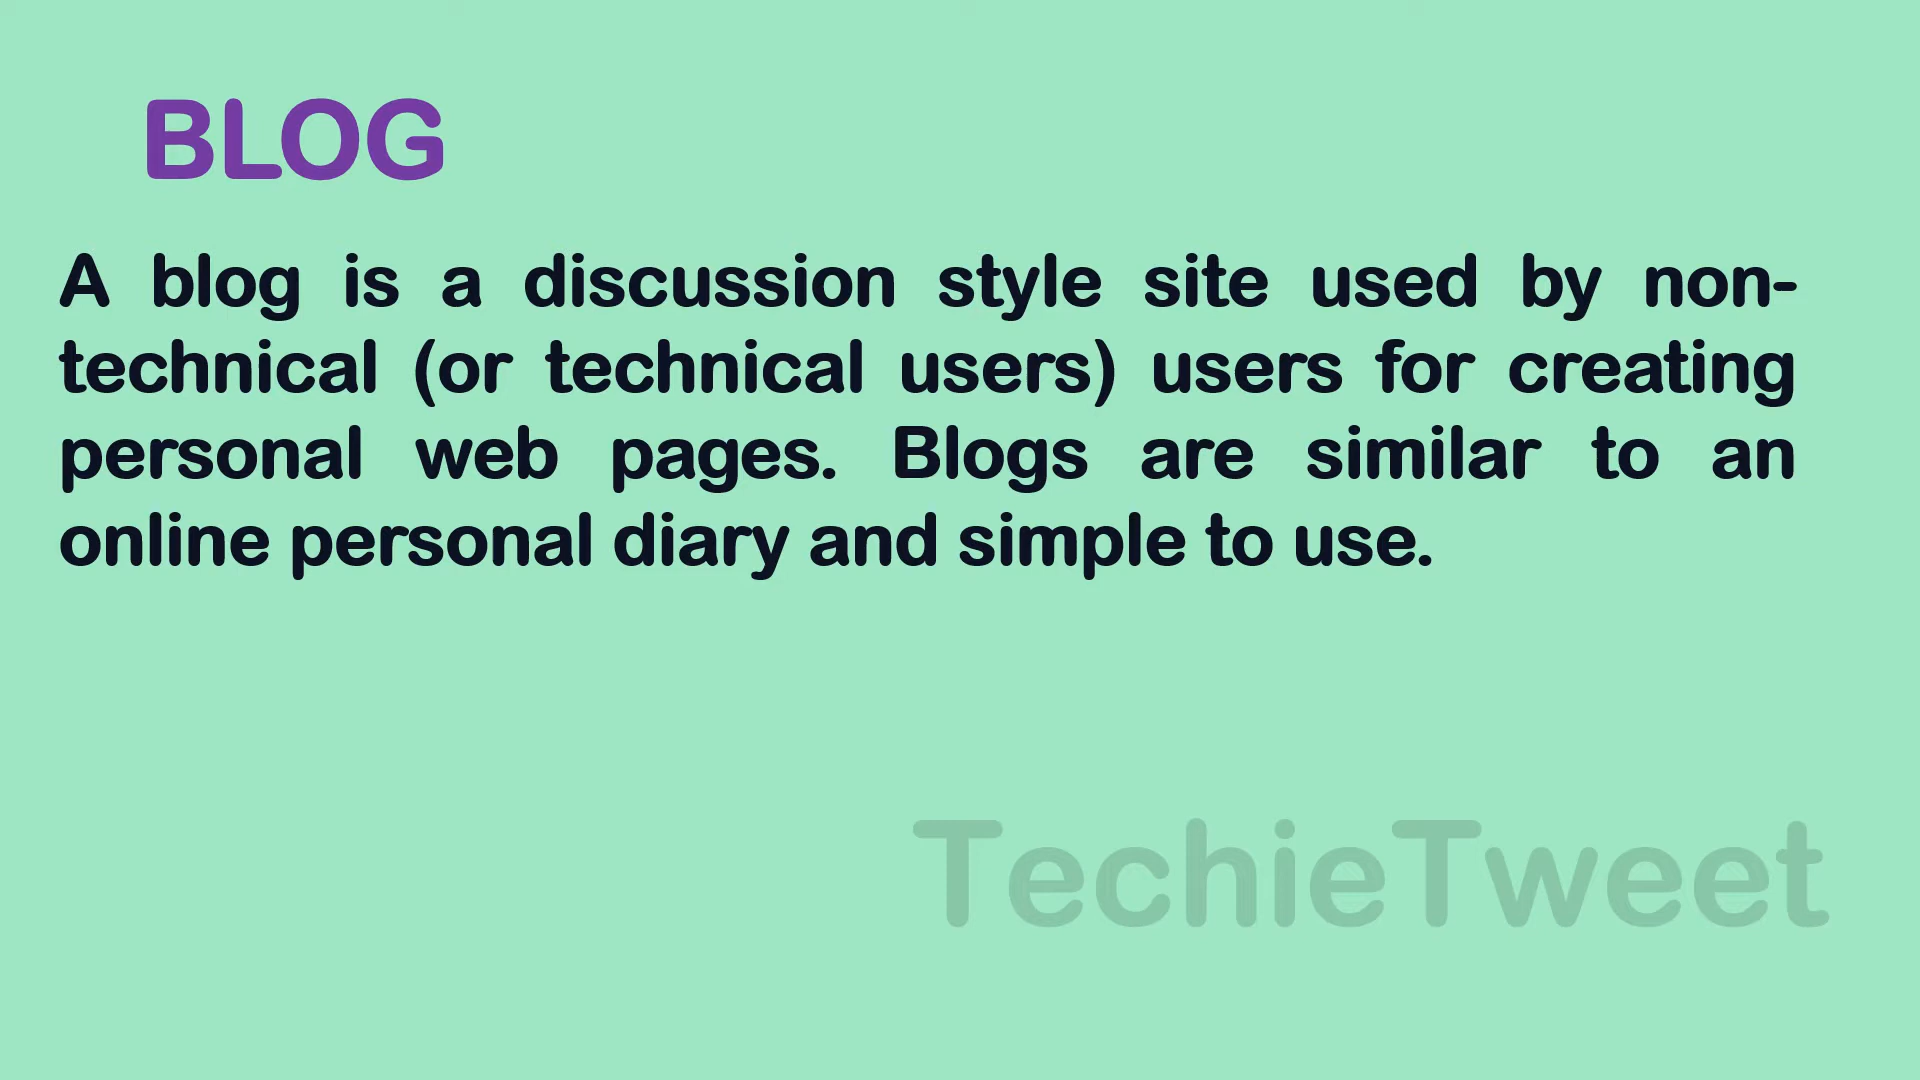 BLOG
A blog is a discussion style site used by non-
technical (or technical users) users for creating
personal web pages. Blogs are similar to an
online personal diary and simple to use.
TechieTweet